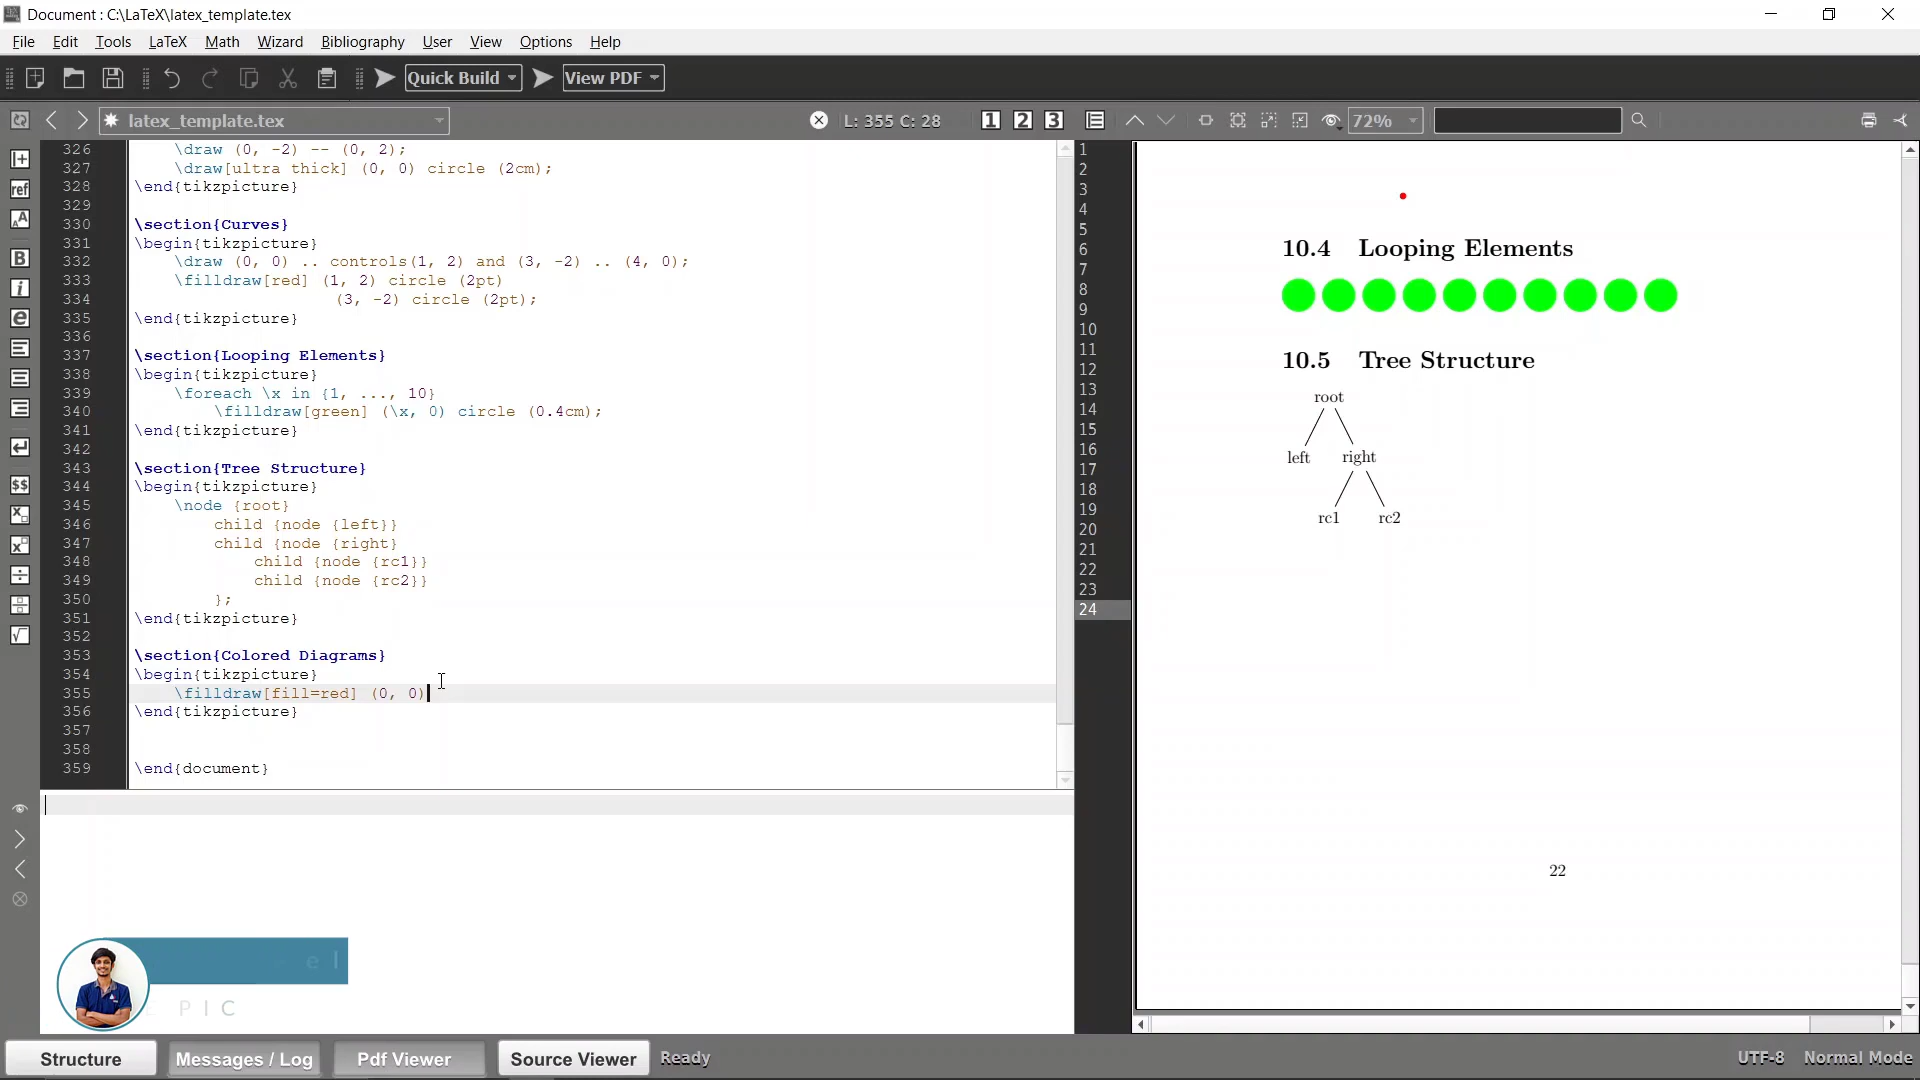 Document : C:\LaTeX\latex_template.tex
File Edit Tools LaTeX Math Wizard Bibliography User View Options Help
Quick Build View PDF
latex_template.tex L: 355 C: 28 1 2 3 72%
326 \draw (0, -2) -- (0, 2);
327 \draw[ultra thick] (0, 0) circle (2cm);
328 \end{tikzpicture}
329
330 \section{Curves}
331 \begin{tikzpicture}
332 \draw (0, 0) .. controls(1, 2) and (3, -2) .. (4, 0);
333 \filldraw[red] (1, 2) circle (2pt)
334 (3, -2) circle (2pt);
335 \end{tikzpicture}
336
337 \section{Looping Elements}
338 \begin{tikzpicture}
339 \foreach \x in {1, ..., 10}
340 \filldraw[green] (\x, 0) circle (0.4cm);
341 \end{tikzpicture}
342
343 \section{Tree Structure}
344 \begin{tikzpicture}
345 \node {root}
346 child {node {left}}
347 child {node {right}
348 child {node {rc1}}
349 child {node {rc2}}
350 };
351 \end{tikzpicture}
352
353 \section{Colored Diagrams}
354 \begin{tikzpicture}
355 \filldraw[fill=red] (0, 0)
356 \end{tikzpicture}
357
358
359 \end{document}
1
2
3
4
5
6
7
8
9
10
11
12
13
14
15
16
17
18
19
20
21
22
23
24
10.4 Looping Elements
10.5 Tree Structure
root
left right
rc1 rc2
22
e l
P I C
Structure Messages / Log Pdf Viewer Source Viewer Ready UTF-8 Normal Mode